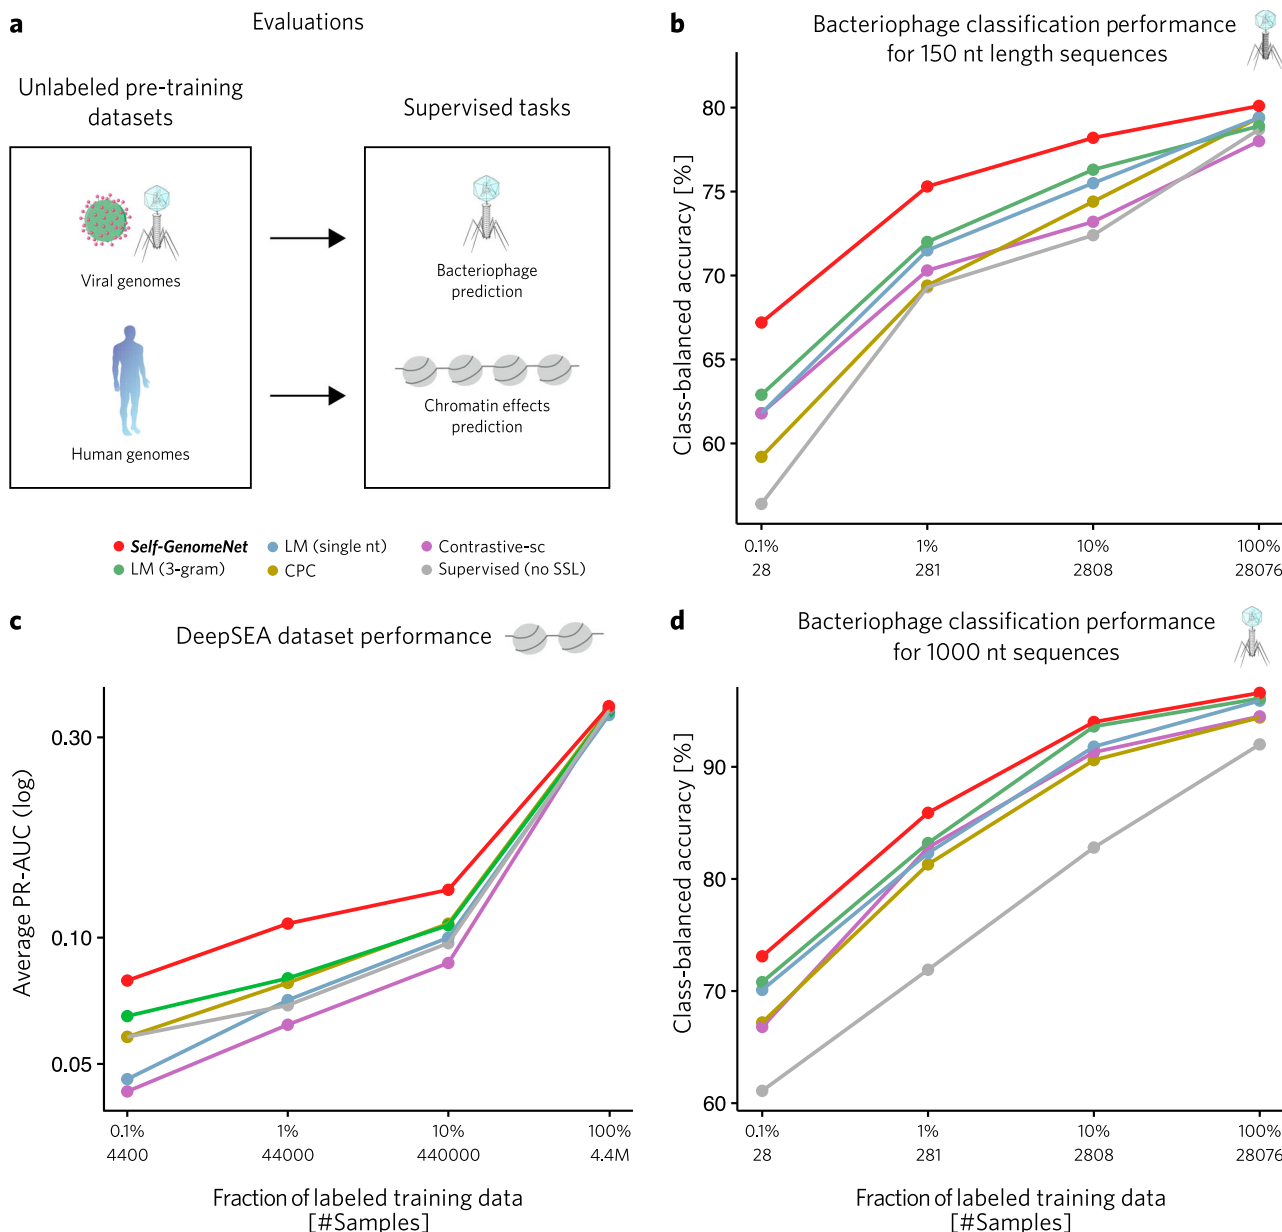 a
Evaluations
Unlabeled pre-training
datasets
Supervised tasks
Viral genomes
Bacteriophage
prediction
Human genomes
Chromatin effects
prediction
Self-GenomeNet
LM (single nt)
Contrastive-sc
LM (3-gram)
CPC
Supervised (no SSL)
b
Bacteriophage classification performance
for 150 nt length sequences
Class-balanced accuracy [%]
80
75
70
65
60
0.1% 1% 10% 100%
28 281 2808 28076
c
DeepSEA dataset performance
Average PR-AUC (log)
0.30
0.10
0.05
0.1% 1% 10% 100%
4400 44000 440000 4.4M
Fraction of labeled training data
[#Samples]
d
Bacteriophage classification performance
for 1000 nt sequences
Class-balanced accuracy [%]
90
80
70
60
0.1% 1% 10% 100%
28 281 2808 28076
Fraction of labeled training data
[#Samples]